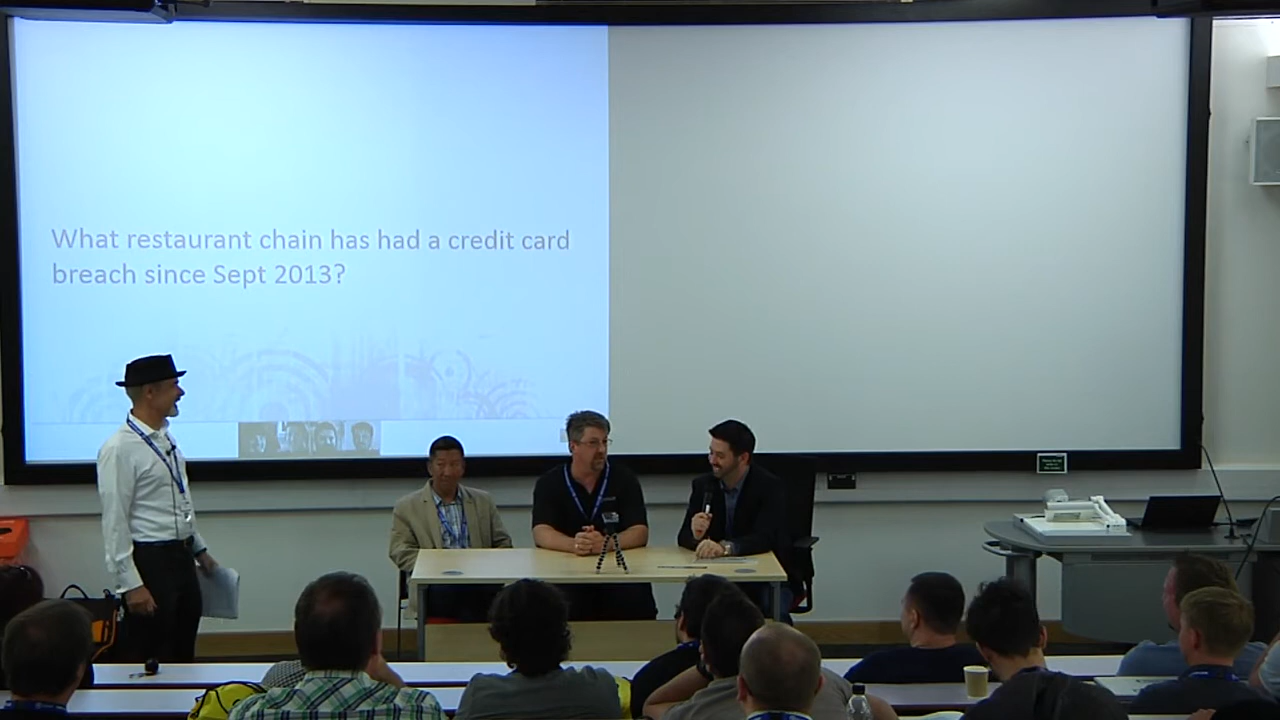 What restaurant chain has had a credit card
breach since Sept 2013?